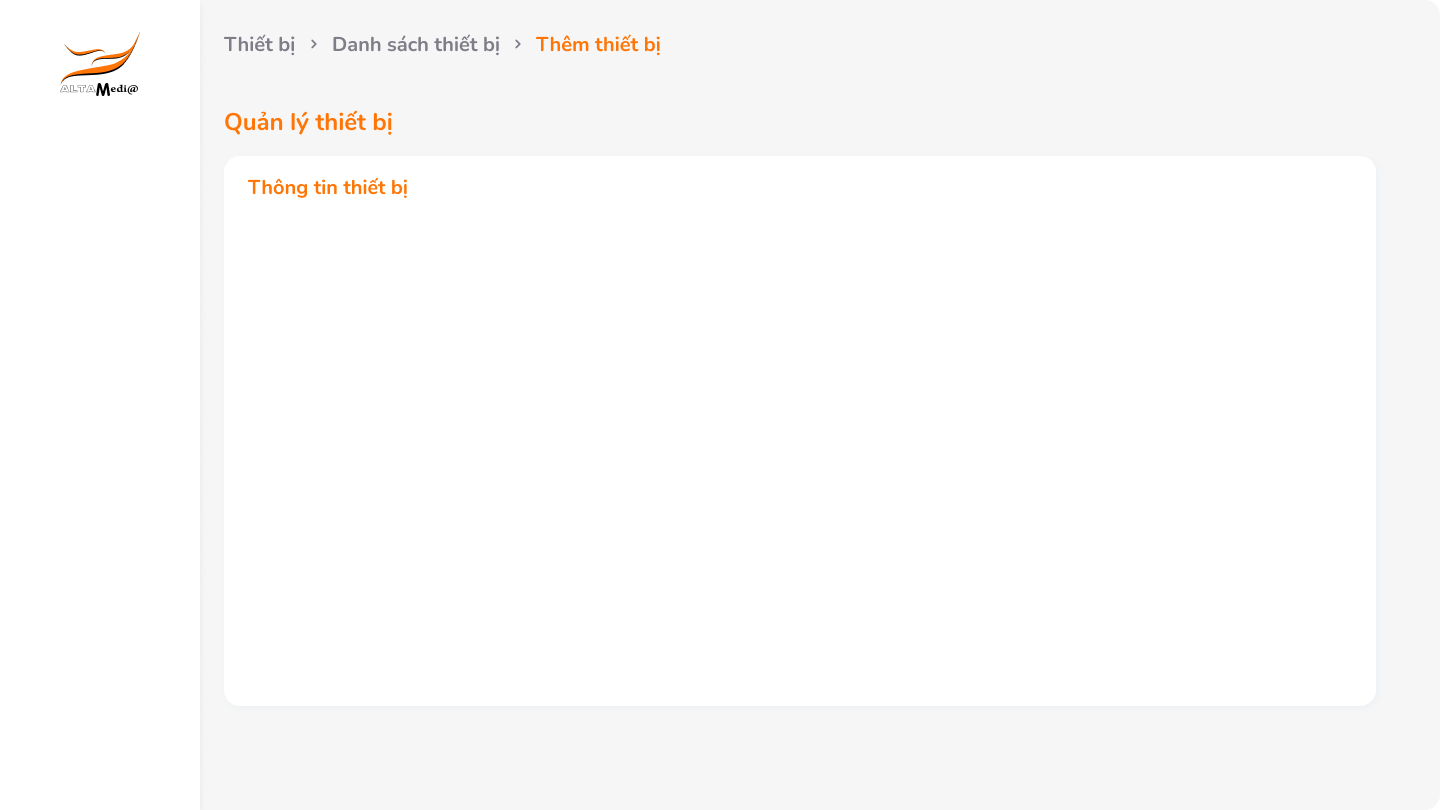 ALTAMedi@
Thiết bị > Danh sách thiết bị > Thêm thiết bị
Quản lý thiết bị
Thông tin thiết bị